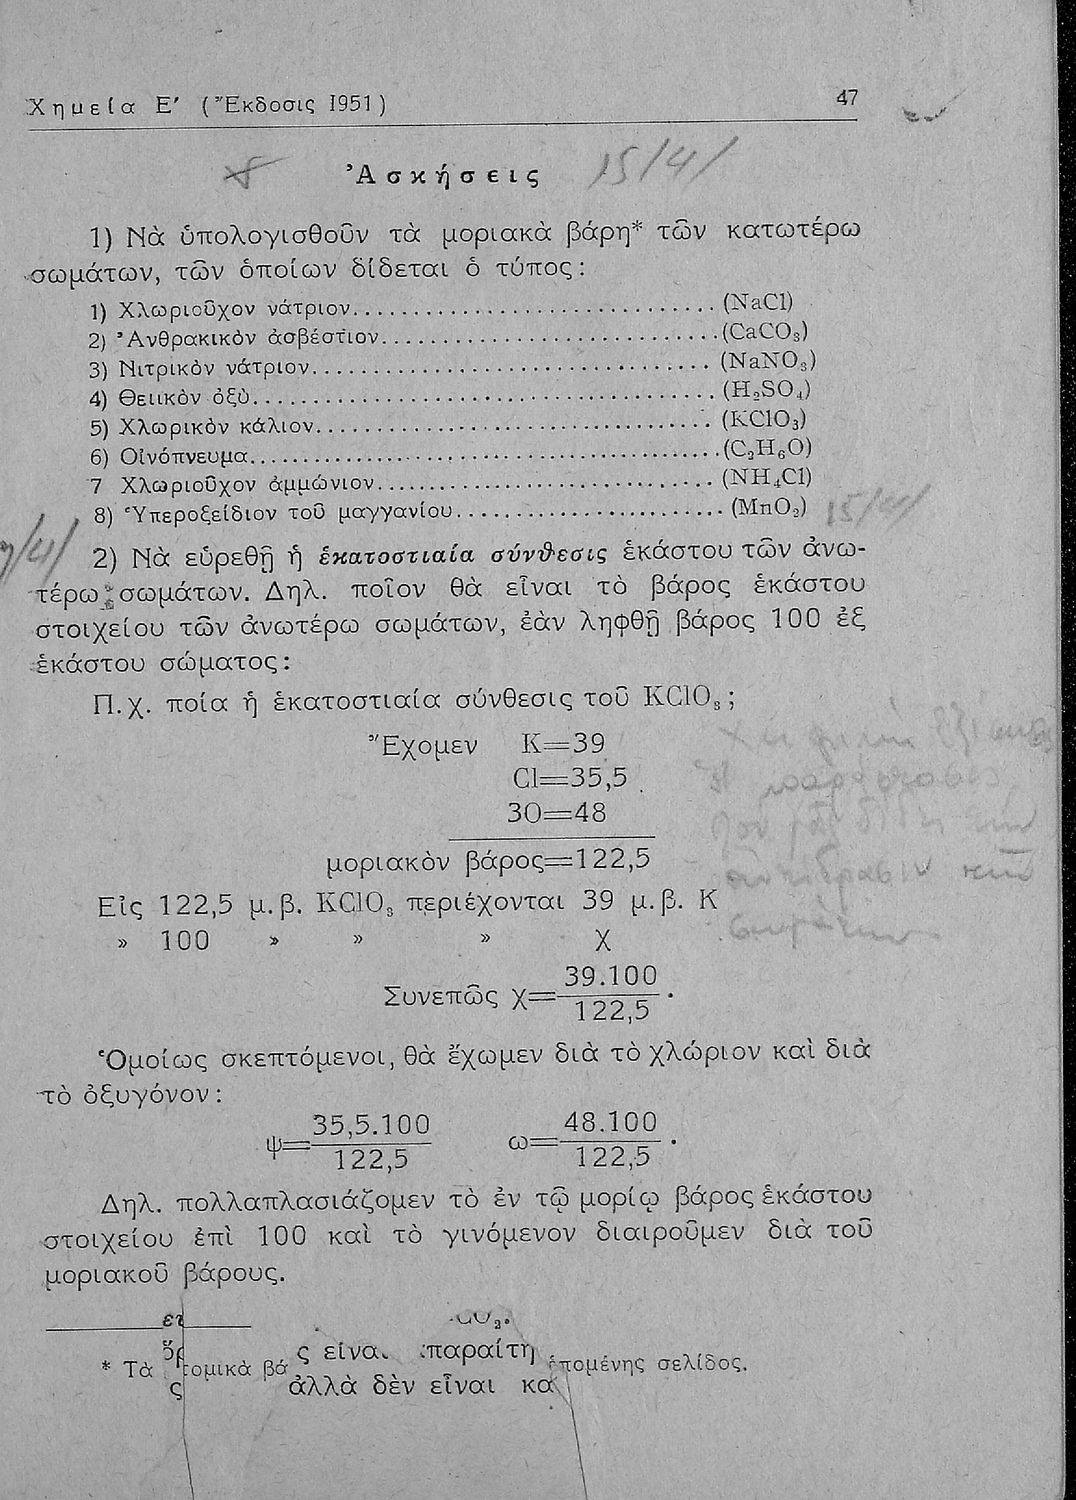 Χημεία Ε′ (Ἔκδοσις 1951) 47
Ἀσκήσεις 15/4/
1) Νὰ ὑπολογισθοῦν τὰ μοριακὰ βάρη* τῶν κατωτέρω
σωμάτων, τῶν ὁποίων δίδεται ὁ τύπος:
1) Χλωριοῦχον νάτριον................................(NaCl)
2) Ἀνθρακικὸν ἀσβέστιον..............................(CaCO₃)
3) Νιτρικὸν νάτριον....................................(NaNO₃)
4) Θειικὸν ὀξὺ..........................................(H₂SO₄)
5) Χλωρικὸν κάλιον....................................(KClO₃)
6) Οἰνόπνευμα..........................................(C₂H₆O)
7 Χλωριοῦχον ἀμμώνιον..............................(NH₄Cl)
8) Ὑπεροξείδιον τοῦ μαγγανίου........................(MnO₂) 15/4/
2) Νὰ εὑρεθῇ ἡ ἑκατοστιαία σύνθεσις ἑκάστου τῶν ἀνω-
τέρω σωμάτων. Δηλ. ποῖον θὰ εἶναι τὸ βάρος ἑκάστου
στοιχείου τῶν ἀνωτέρω σωμάτων, ἐὰν ληφθῇ βάρος 100 ἐξ
ἑκάστου σώματος:
Π.χ. ποία ἡ ἑκατοστιαία σύνθεσις τοῦ KClO₃;
Ἔχομεν K=39
Cl=35,5
3O=48
μοριακὸν βάρος=122,5
Εἰς 122,5 μ.β. KClO₃ περιέχονται 39 μ.β. K
» 100 » » » χ
Συνεπῶς χ=39.100/122,5.
Ὁμοίως σκεπτόμενοι, θὰ ἔχωμεν διὰ τὸ χλώριον καὶ διὰ
τὸ ὀξυγόνον:
ψ=35,5.100/122,5 ω=48.100/122,5.
Δηλ. πολλαπλασιάζομεν τὸ ἐν τῷ μορίῳ βάρος ἑκάστου
στοιχείου ἐπὶ 100 καὶ τὸ γινόμενον διαιροῦμεν διὰ τοῦ
μοριακοῦ βάρους.
ς εἶναι
* Τὰ τομικὰ βά ἑπομένης σελίδος.
ἀλλὰ δὲν εἶναι κα